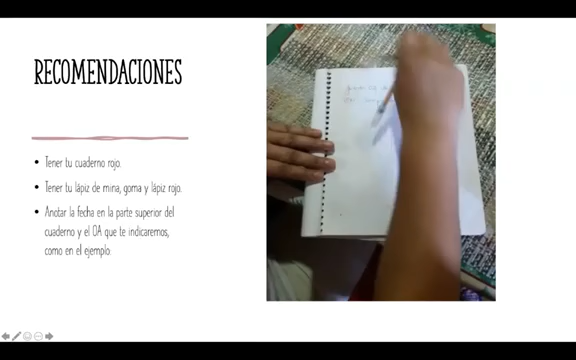 RECOMENDACIONES
• Tener tu cuaderno rojo.
• Tener tu lápiz de mina, goma y lápiz rojo.
• Anotar la fecha en la parte superior del
cuaderno y el OA que te indicaremos,
como en el ejemplo.